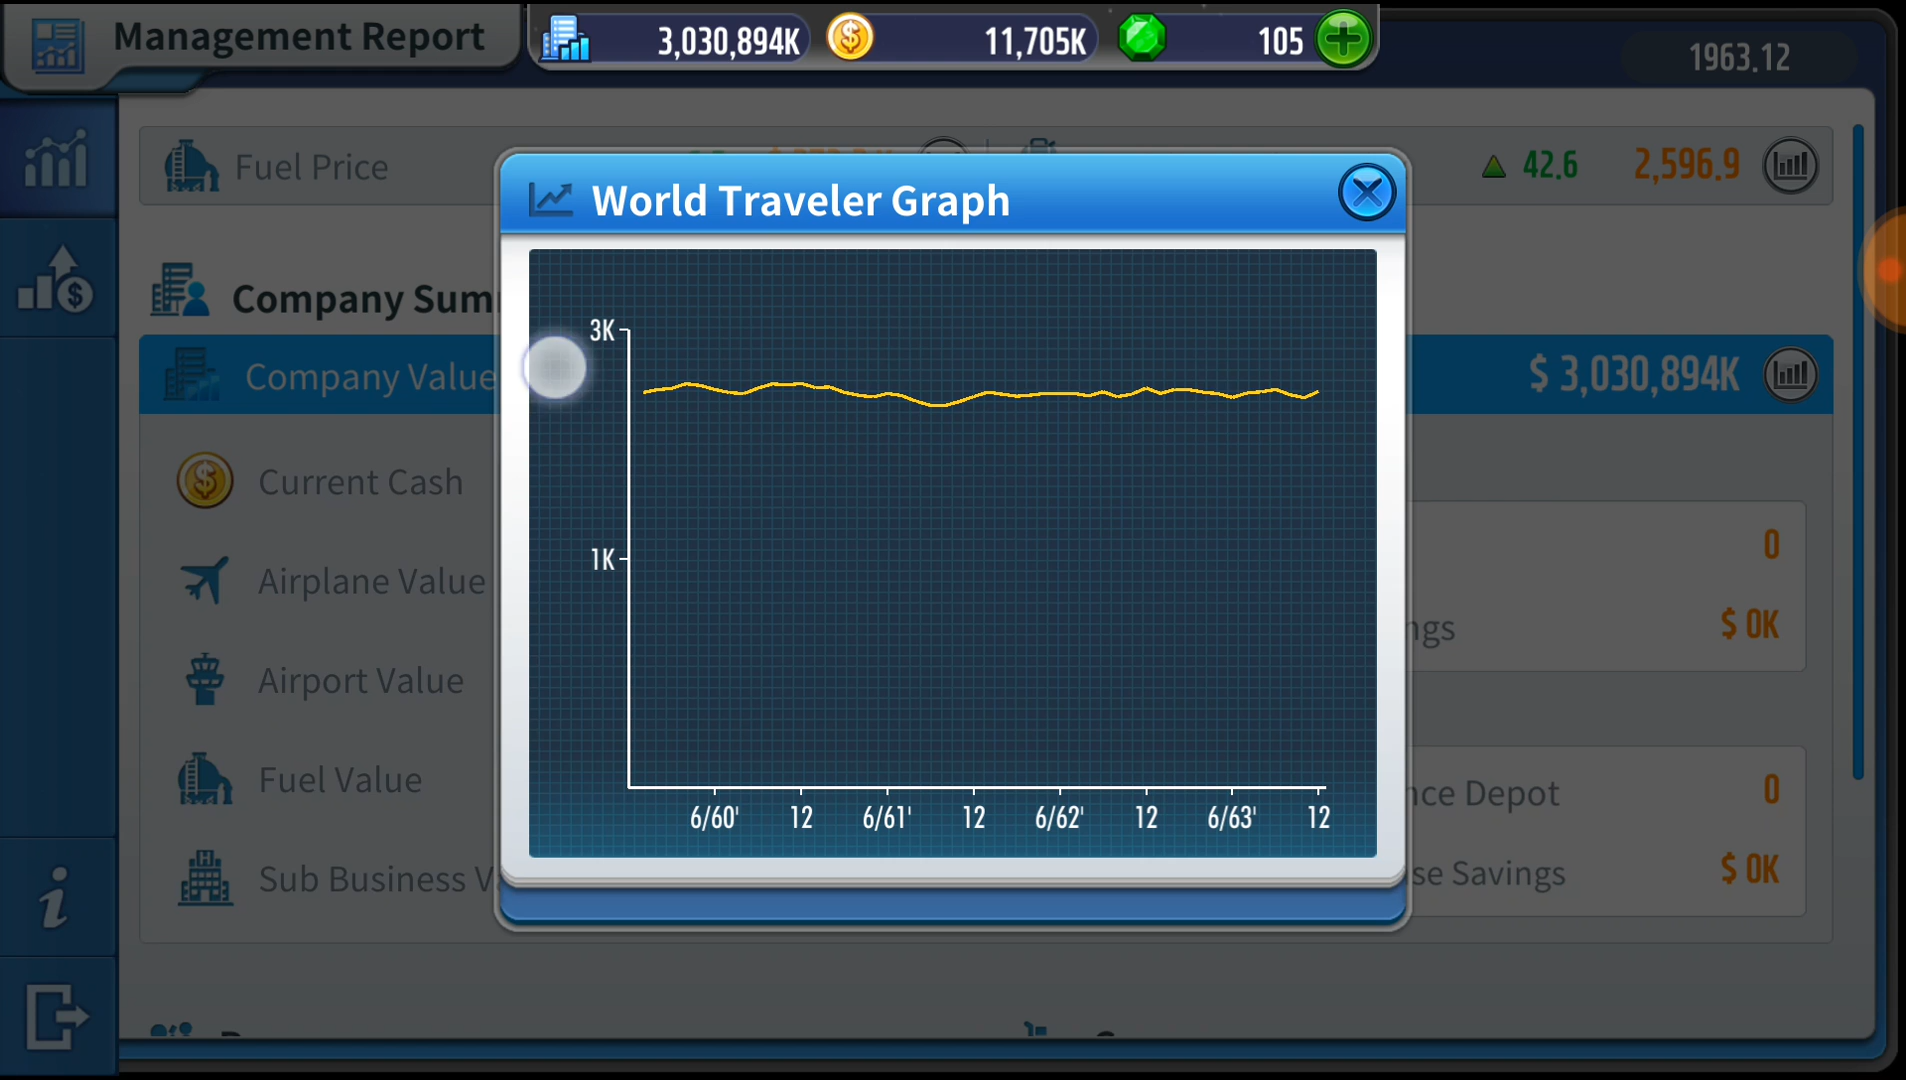 Management Report
3,030,894K
11,705K
105
1963.12
Fuel Price
42.6
2,596.9
World Traveler Graph
Company Sum
Company Value
$ 3,030,894K
3K
1K
6/60'
12
6/61'
12
6/62'
12
6/63'
12
Current Cash
0
Airplane Value
ngs
$ 0K
Airport Value
Fuel Value
nce Depot
0
Sub Business V
se Savings
$ 0K